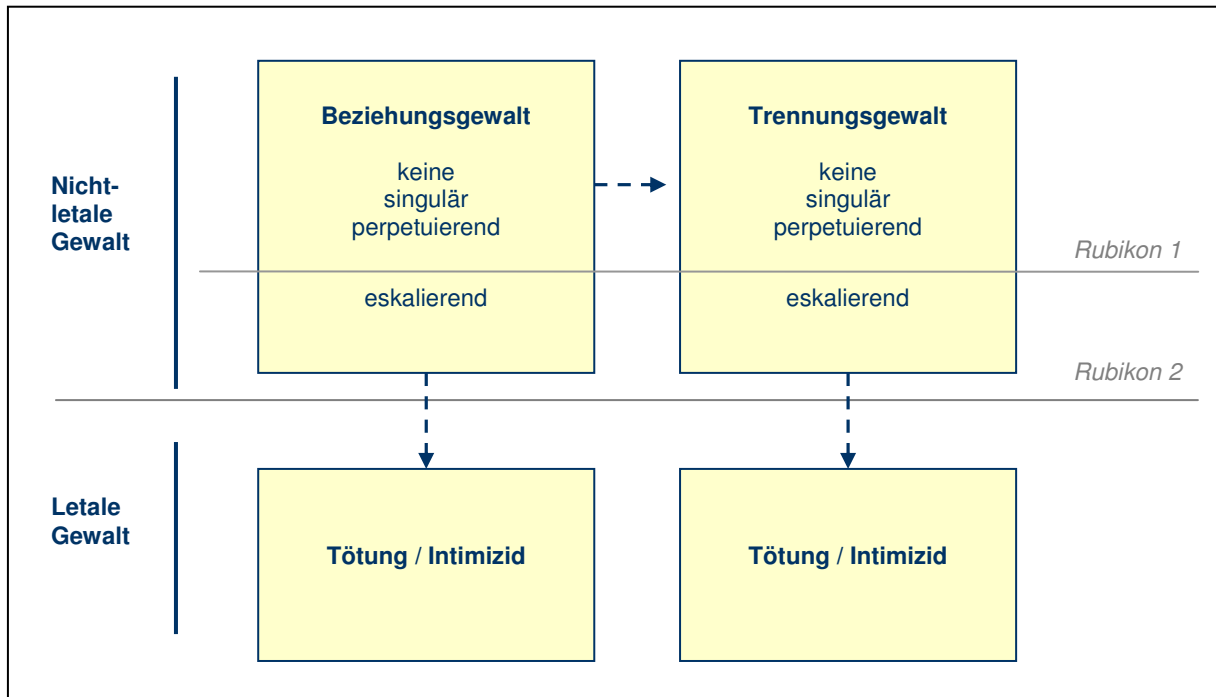 Beziehungsgewalt
keine
singulär
perpetuierend
eskalierend
Trennungsgewalt
keine
singulär
perpetuierend
eskalierend
Nicht-
letale
Gewalt
Rubikon 1
Rubikon 2
Letale
Gewalt
Tötung / Intimizid
Tötung / Intimizid